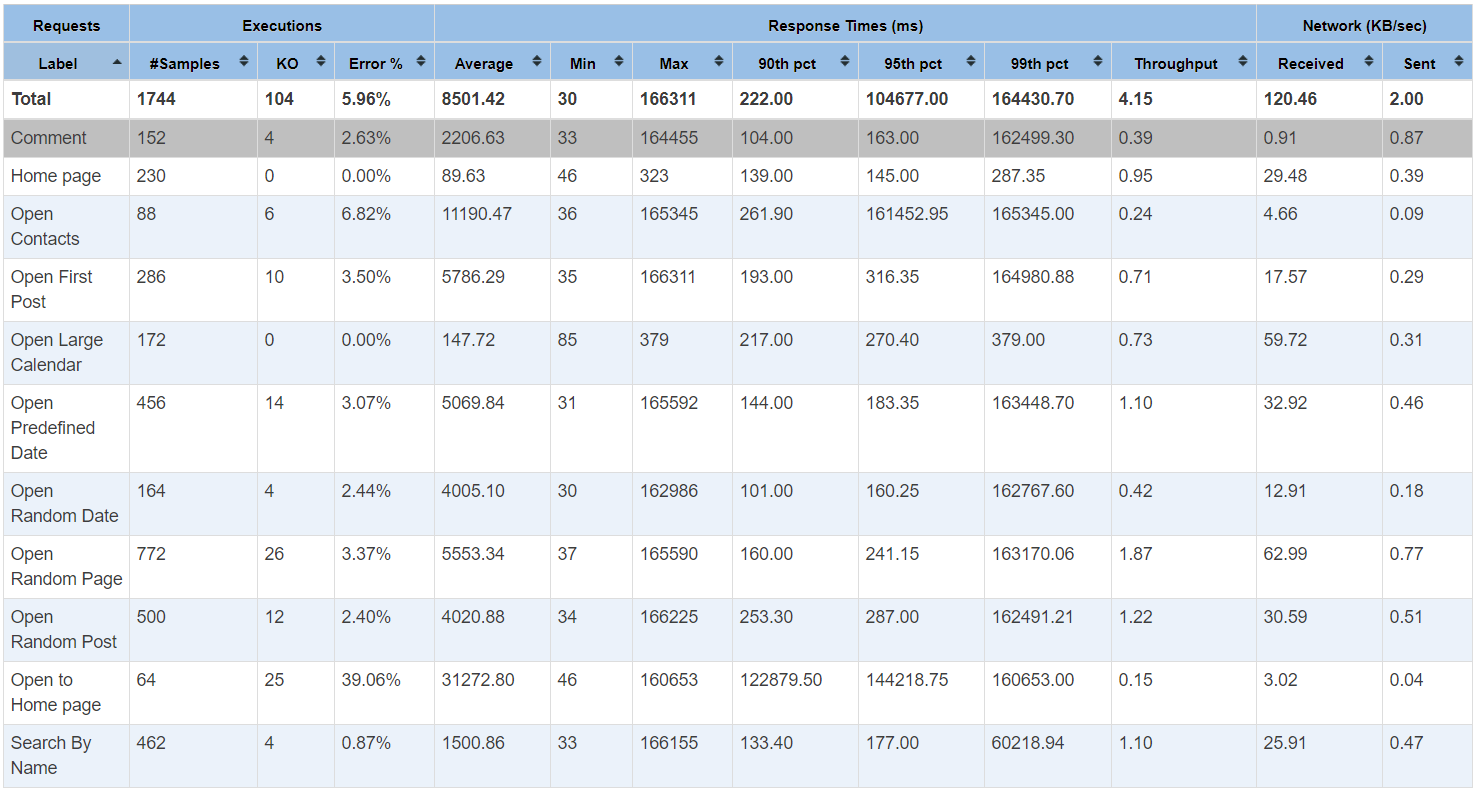 Requests Executions Response Times (ms) Network (KB/sec)
Label #Samples KO Error % Average Min Max 90th pct 95th pct 99th pct Throughput Received Sent
Total 1744 104 5.96% 8501.42 30 166311 222.00 104677.00 164430.70 4.15 120.46 2.00
Comment 152 4 2.63% 2206.63 33 164455 104.00 163.00 162499.30 0.39 0.91 0.87
Home page 230 0 0.00% 89.63 46 323 139.00 145.00 287.35 0.95 29.48 0.39
Open 88 6 6.82% 11190.47 36 165345 261.90 161452.95 165345.00 0.24 4.66 0.09
Contacts
Open First 286 10 3.50% 5786.29 35 166311 193.00 316.35 164980.88 0.71 17.57 0.29
Post
Open Large 172 0 0.00% 147.72 85 379 217.00 270.40 379.00 0.73 59.72 0.31
Calendar
Open 456 14 3.07% 5069.84 31 165592 144.00 183.35 163448.70 1.10 32.92 0.46
Predefined
Date
Open 164 4 2.44% 4005.10 30 162986 101.00 160.25 162767.60 0.42 12.91 0.18
Random Date
Open 772 26 3.37% 5553.34 37 165590 160.00 241.15 163170.06 1.87 62.99 0.77
Random Page
Open 500 12 2.40% 4020.88 34 166225 253.30 287.00 162491.21 1.22 30.59 0.51
Random Post
Open to 64 25 39.06% 31272.80 46 160653 122879.50 144218.75 160653.00 0.15 3.02 0.04
Home page
Search By 462 4 0.87% 1500.86 33 166155 133.40 177.00 60218.94 1.10 25.91 0.47
Name